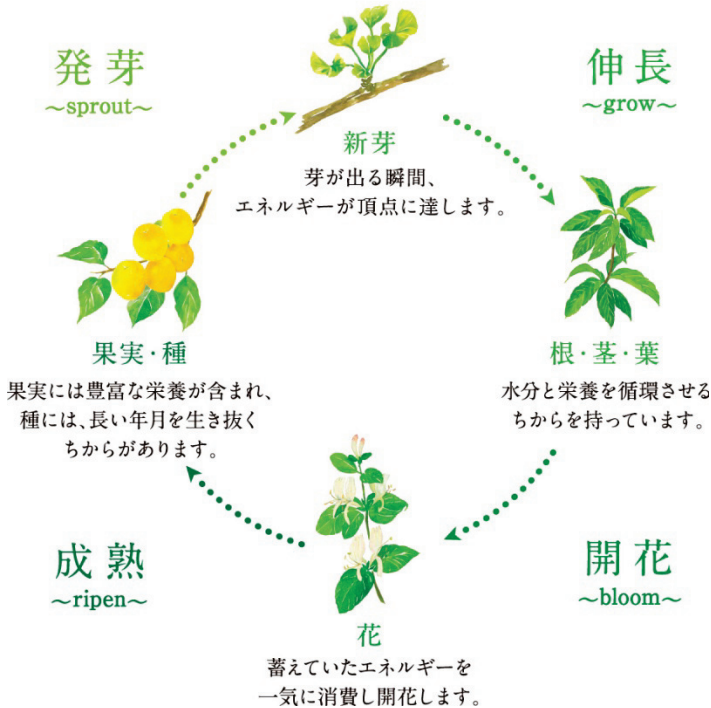 発芽
～sprout～
伸長
～grow～
新芽
芽が出る瞬間、
エネルギーが頂点に達します。
果実・種
果実には豊富な栄養が含まれ、
種には、長い年月を生き抜く
ちからがあります。
根・茎・葉
水分と栄養を循環させる
ちからを持っています。
成熟
～ripen～
開花
～bloom～
花
蓄えていたエネルギーを
一気に消費し開花します。